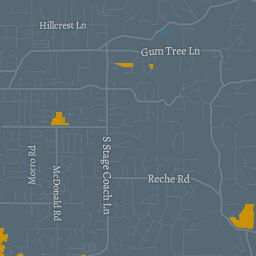 Hillcrest Ln
Gum Tree Ln
S Stage Coach Ln
Morro Rd
McDonald Rd
Reche Rd